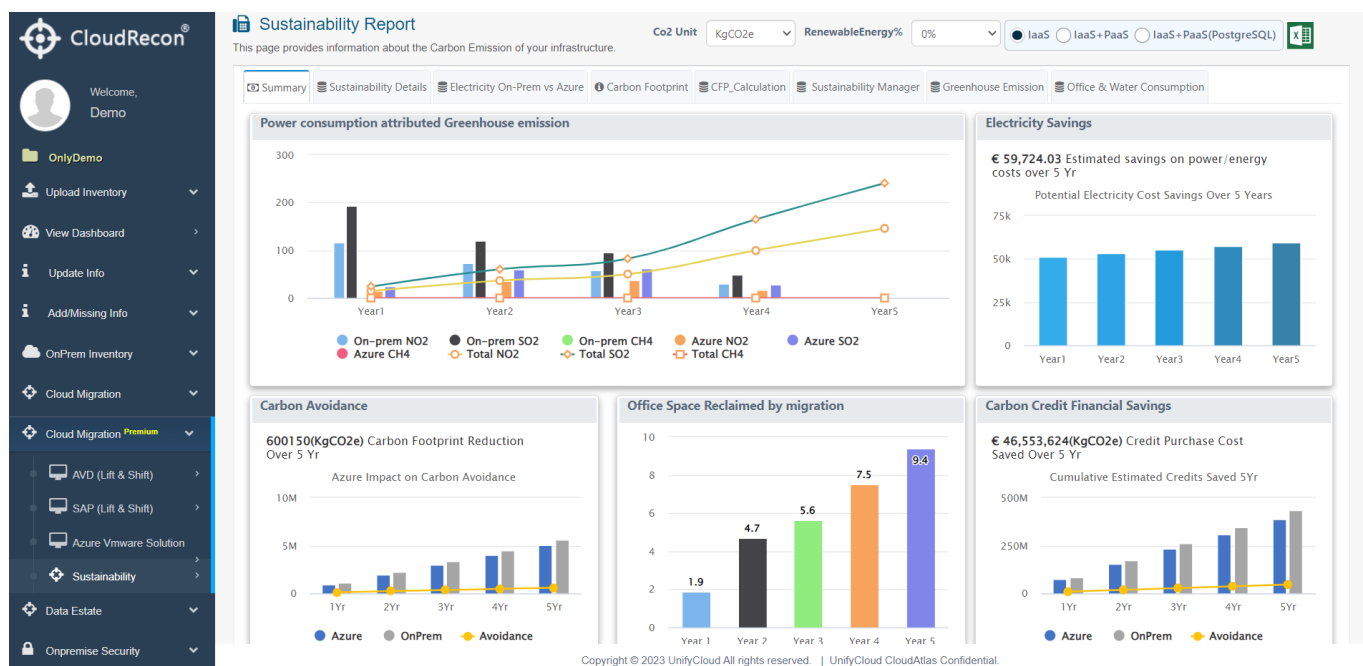 CloudRecon®
Welcome,
Demo
OnlyDemo
Upload Inventory
View Dashboard
Update Info
Add/Missing Info
OnPrem Inventory
Cloud Migration
Cloud Migration Premium
AVD (Lift & Shift)
SAP (Lift & Shift)
Azure Vmware Solution
Sustainability
Data Estate
Onpremise Security
Sustainability Report
This page provides information about the Carbon Emission of your infrastructure.
Co2 Unit KgCO2e RenewableEnergy% 0% IaaS IaaS+PaaS IaaS+PaaS(PostgreSQL)
Summary Sustainability Details Electricity On-Prem vs Azure Carbon Footprint CFP_Calculation Sustainability Manager Greenhouse Emission Office & Water Consumption
Power consumption attributed Greenhouse emission
300
200
100
0
Year1 Year2 Year3 Year4 Year5
On-prem NO2 On-prem SO2 On-prem CH4 Azure NO2 Azure SO2
Azure CH4 Total NO2 Total SO2 Total CH4
Electricity Savings
€ 59,724.03 Estimated savings on power/energy
costs over 5 Yr
Potential Electricity Cost Savings Over 5 Years
75k
50k
25k
0
Year1 Year2 Year3 Year4 Year5
Carbon Avoidance
600150(KgCO2e) Carbon Footprint Reduction
Over 5 Yr
Azure Impact on Carbon Avoidance
10M
5M
0
1Yr 2Yr 3Yr 4Yr 5Yr
Azure OnPrem Avoidance
Office Space Reclaimed by migration
10
8
6
4
2
0
1.9 4.7 5.6 7.5 9.4
Year 1 Year 2 Year 3 Year 4 Year 5
Carbon Credit Financial Savings
€ 46,553,624(KgCO2e) Credit Purchase Cost
Saved Over 5 Yr
Cumulative Estimated Credits Saved 5Yr
500M
250M
0
1Yr 2Yr 3Yr 4Yr 5Yr
Azure OnPrem Avoidance
Copyright © 2023 UnifyCloud All rights reserved. | UnifyCloud CloudAtlas Confidential.